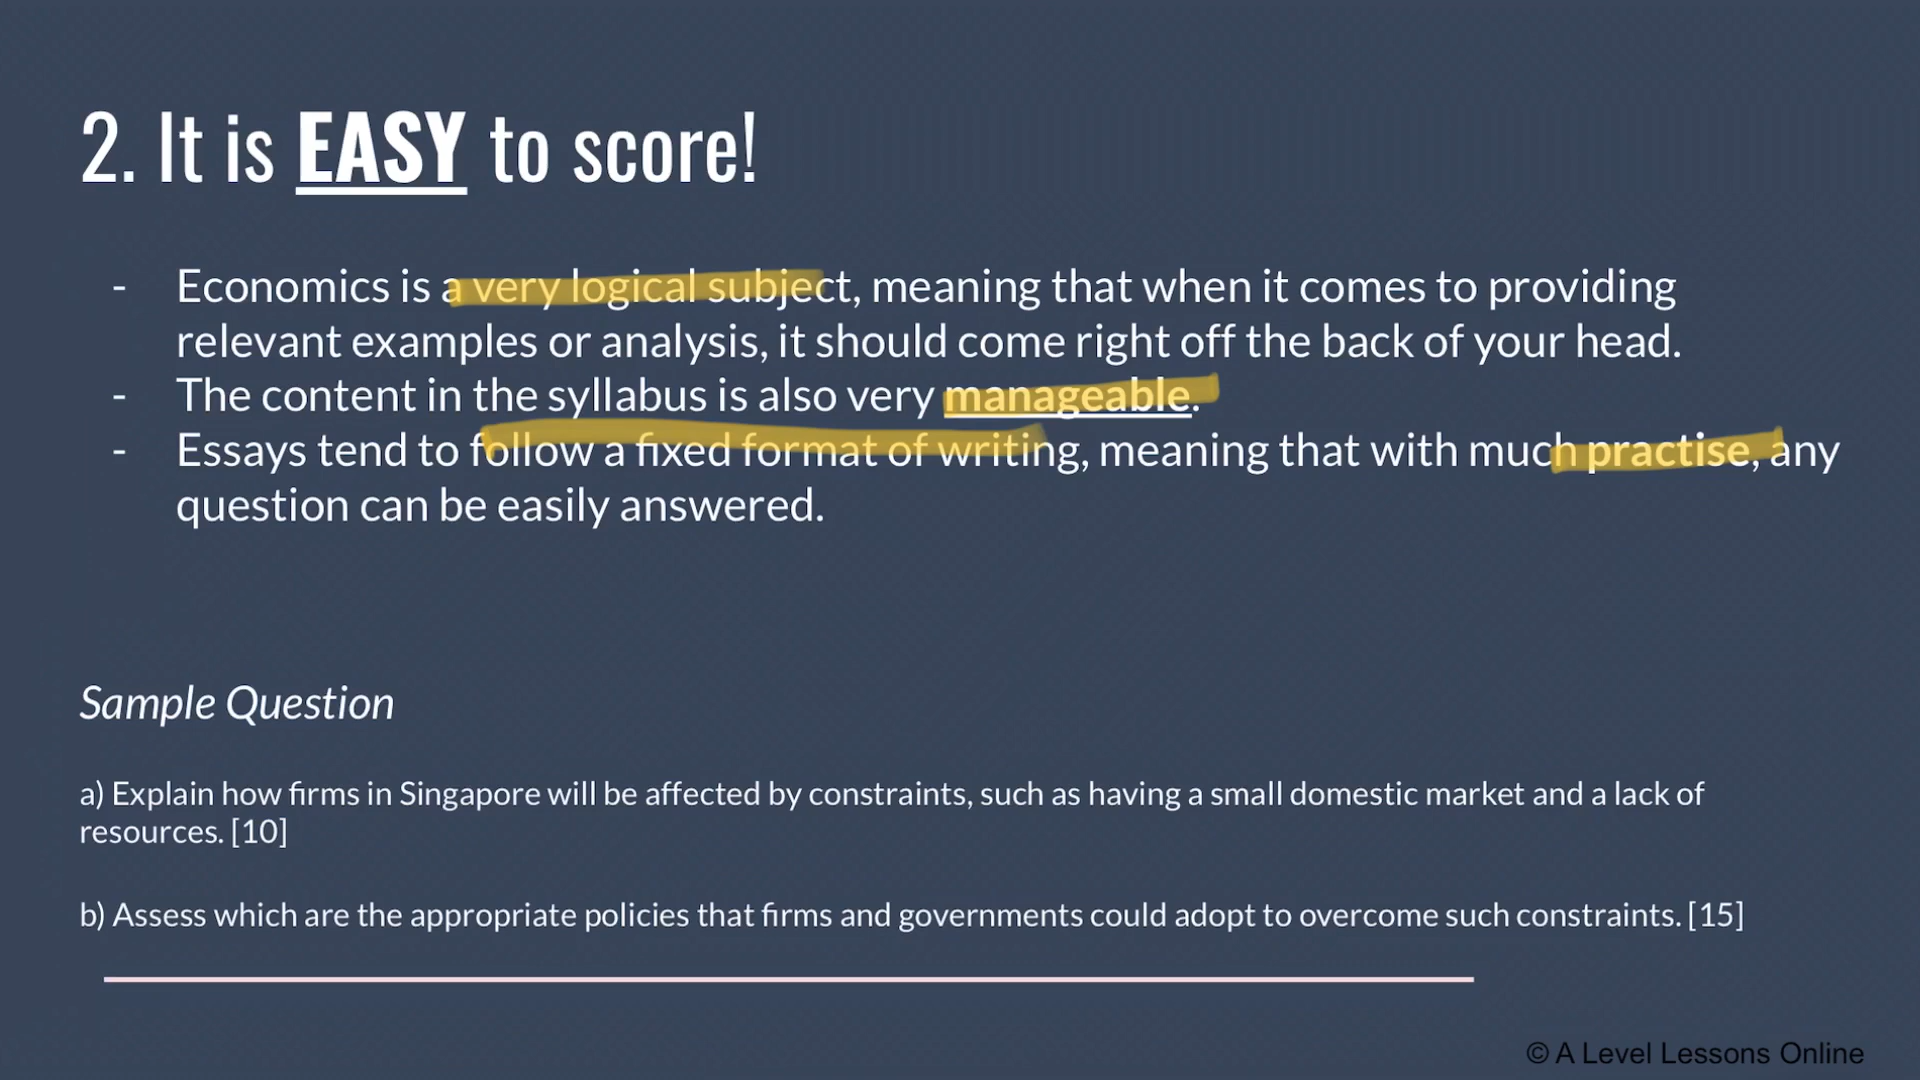 2. It is EASY to score!
- Economics is a very logical subject, meaning that when it comes to providing
relevant examples or analysis, it should come right off the back of your head.
- The content in the syllabus is also very manageable.
- Essays tend to follow a fixed format of writing, meaning that with much practise, any
question can be easily answered.
Sample Question
a) Explain how firms in Singapore will be affected by constraints, such as having a small domestic market and a lack of
resources. [10]
b) Assess which are the appropriate policies that firms and governments could adopt to overcome such constraints. [15]
© A Level Lessons Online